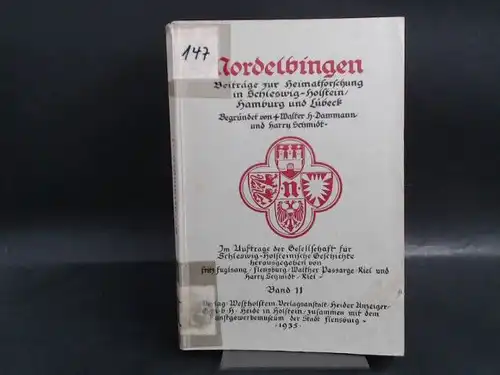 147
Nordelbingen
Beiträge zur Heimatforschung
in Schleswig-Holstein/
Hamburg und Lübeck
Begründet von + Walter H. Dammann
und Harry Schmidt.
n
Im Auftrage der Gesellschaft für
Schleswig-Holsteinische Geschichte
herausgegeben von
Fritz Fuglsang / Flensburg / Walther Passarge-Kiel und
Harry Schmidt / Kiel -
Band 11
Verlag Westholstein. Verlagsanstalt / Heider Anzeiger
G.m.b.H. Heide in Holstein / zusammen mit dem
Kunstgewerbemuseum der Stadt Flensburg -
1935